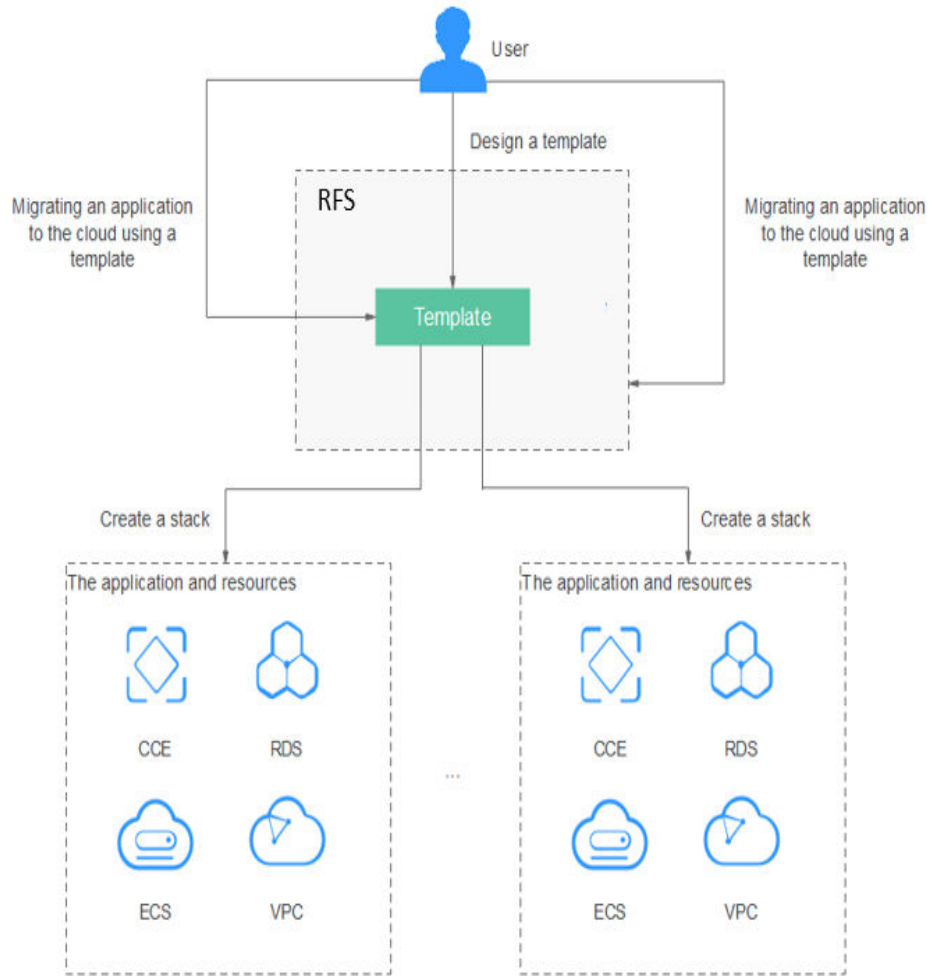 User
Design a template
RFS
Migrating an application
to the cloud using a
template
Migrating an application
to the cloud using a
template
Template
Create a stack
Create a stack
The application and resources
CCE
RDS
ECS
VPC
...
The application and resources
CCE
RDS
ECS
VPC